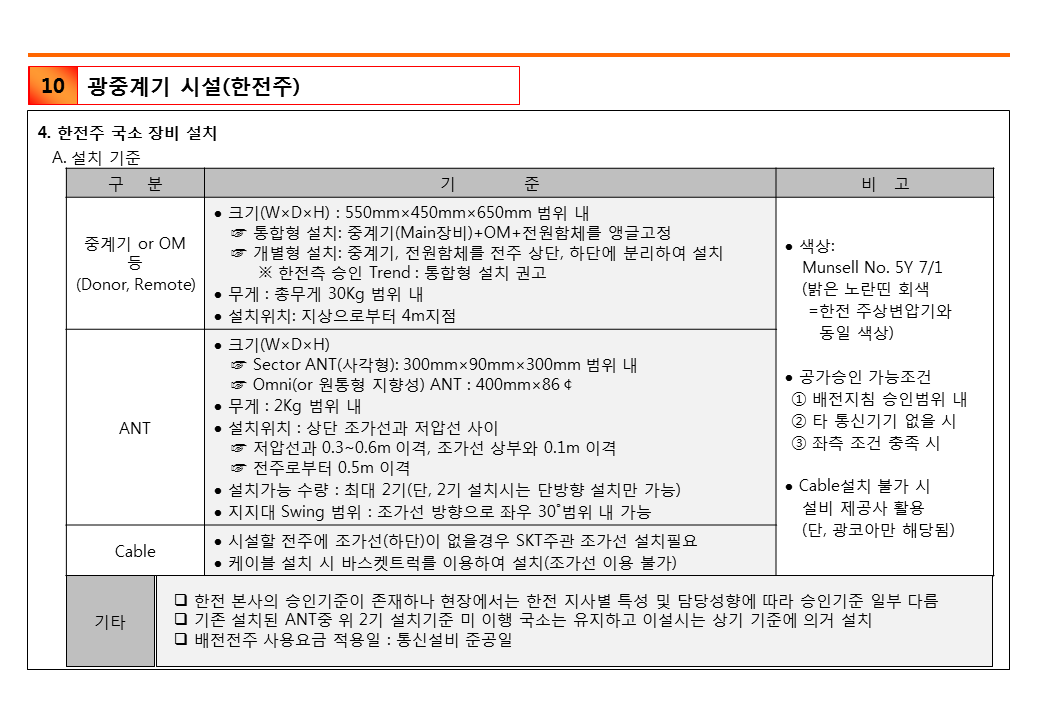 10 광중계기 시설(한전주)
4. 한전주 국소 장비 설치
A. 설치 기준
구 분
기 준
비 고
중계기 or OM
등
(Donor, Remote)
● 크기(W×D×H) : 550mm×450mm×650mm 범위 내
☞ 통합형 설치: 중계기(Main장비)+OM+전원함체를 앵글고정
☞ 개별형 설치: 중계기, 전원함체를 전주 상단, 하단에 분리하여 설치
※ 한전측 승인 Trend : 통합형 설치 권고
● 무게 : 총무게 30Kg 범위 내
● 설치위치: 지상으로부터 4m지점
● 색상:
Munsell No. 5Y 7/1
(밝은 노란띤 회색
=한전 주상변압기와
동일 색상)
● 공가승인 가능조건
① 배전지침 승인범위 내
② 타 통신기기 없을 시
③ 좌측 조건 충족 시
● Cable설치 불가 시
설비 제공사 활용
(단, 광코아만 해당됨)
ANT
● 크기(W×D×H)
☞ Sector ANT(사각형): 300mm×90mm×300mm 범위 내
☞ Omni(or 원통형 지향성) ANT : 400mm×86￠
● 무게 : 2Kg 범위 내
● 설치위치 : 상단 조가선과 저압선 사이
☞ 저압선과 0.3~0.6m 이격, 조가선 상부와 0.1m 이격
☞ 전주로부터 0.5m 이격
● 설치가능 수량 : 최대 2기(단, 2기 설치시는 단방향 설치만 가능)
● 지지대 Swing 범위 : 조가선 방향으로 좌우 30˚범위 내 가능
Cable
● 시설할 전주에 조가선(하단)이 없을경우 SKT주관 조가선 설치필요
● 케이블 설치 시 바스켓트럭를 이용하여 설치(조가선 이용 불가)
기타
❑ 한전 본사의 승인기준이 존재하나 현장에서는 한전 지사별 특성 및 담당성향에 따라 승인기준 일부 다름
❑ 기존 설치된 ANT중 위 2기 설치기준 미 이행 국소는 유지하고 이설시는 상기 기준에 의거 설치
❑ 배전전주 사용요금 적용일 : 통신설비 준공일